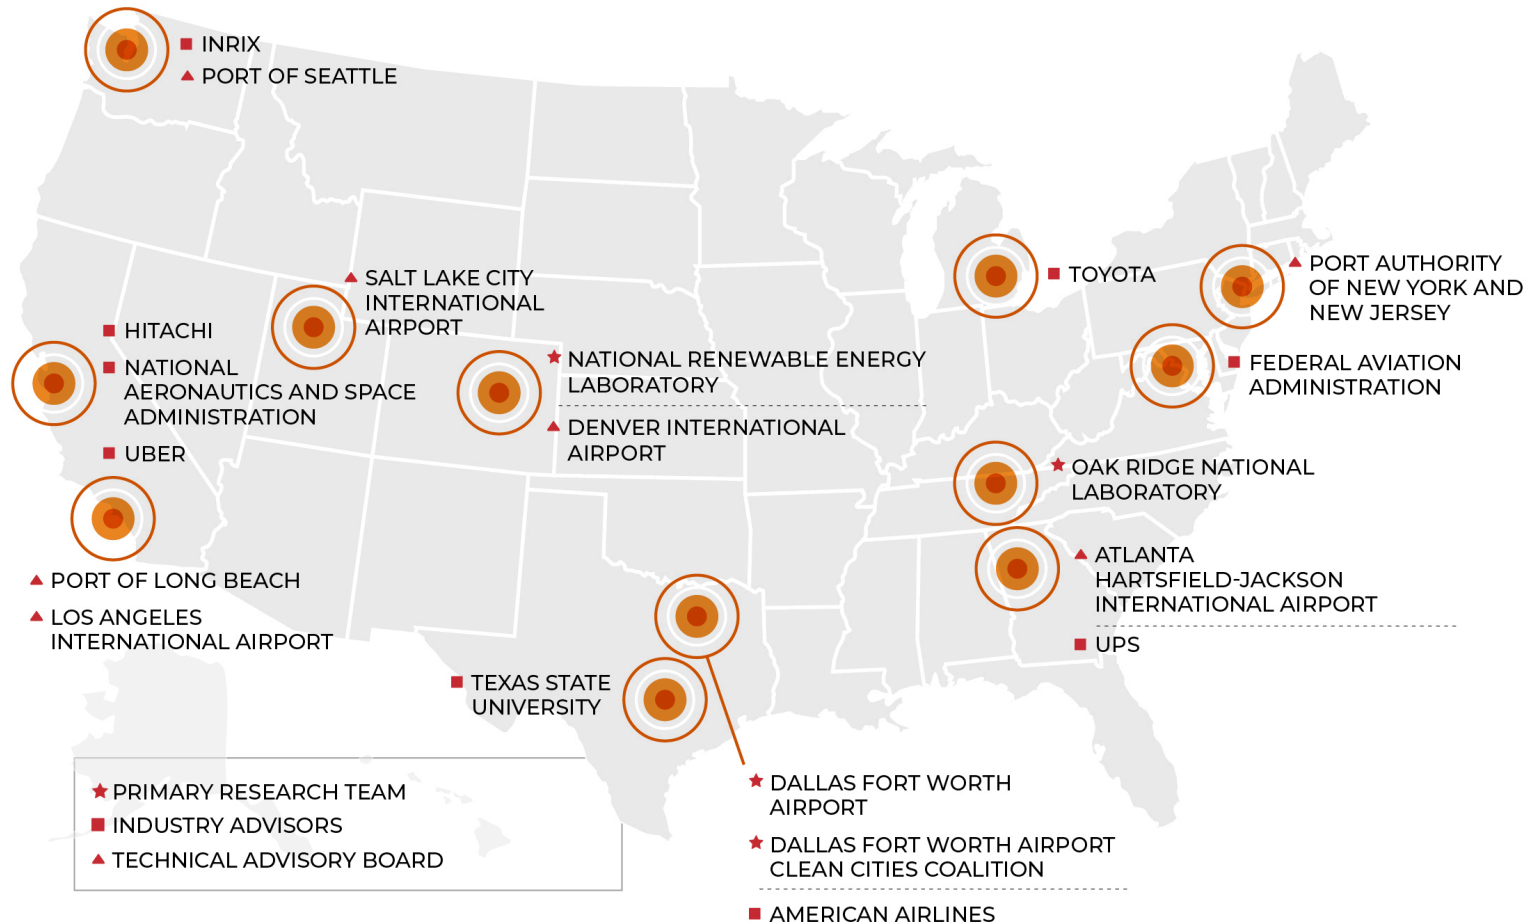 INRIX
PORT OF SEATTLE
SALT LAKE CITY
INTERNATIONAL
AIRPORT
HITACHI
NATIONAL
AERONAUTICS AND SPACE
ADMINISTRATION
UBER
NATIONAL RENEWABLE ENERGY
LABORATORY
DENVER INTERNATIONAL
AIRPORT
TOYOTA
PORT AUTHORITY
OF NEW YORK AND
NEW JERSEY
FEDERAL AVIATION
ADMINISTRATION
OAK RIDGE NATIONAL
LABORATORY
ATLANTA
HARTSFIELD-JACKSON
INTERNATIONAL AIRPORT
UPS
PORT OF LONG BEACH
LOS ANGELES
INTERNATIONAL AIRPORT
TEXAS STATE
UNIVERSITY
DALLAS FORT WORTH
AIRPORT
DALLAS FORT WORTH AIRPORT
CLEAN CITIES COALITION
AMERICAN AIRLINES
PRIMARY RESEARCH TEAM
INDUSTRY ADVISORS
TECHNICAL ADVISORY BOARD